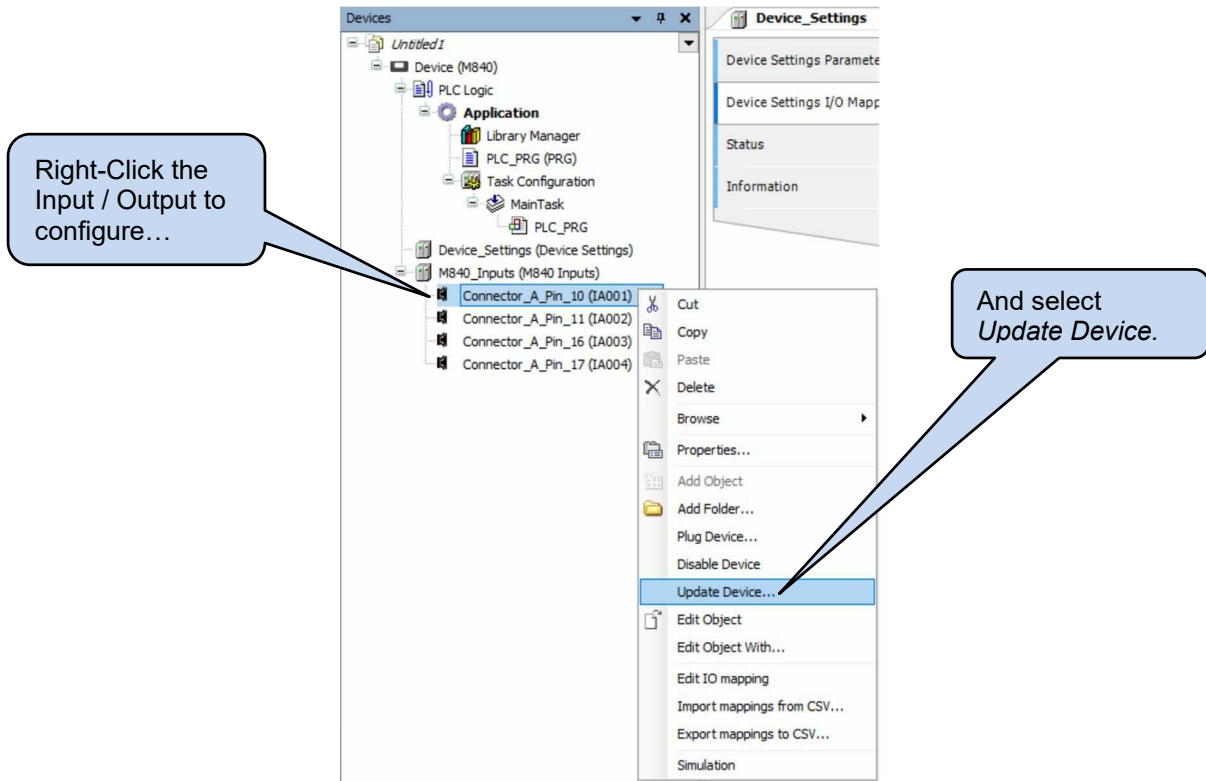 Devices
Untitled1
Device (M840)
PLC Logic
Application
Library Manager
PLC_PRG (PRG)
Task Configuration
MainTask
PLC_PRG
Device_Settings (Device Settings)
M840_Inputs (M840 Inputs)
Connector_A_Pin_10 (IA001)
Connector_A_Pin_11 (IA002)
Connector_A_Pin_16 (IA003)
Connector_A_Pin_17 (IA004)
Device_Settings
Device Settings Paramete
Device Settings I/O Mapp
Status
Information
Right-Click the
Input / Output to
configure…
Cut
Copy
Paste
Delete
Browse
Properties...
Add Object
Add Folder...
Plug Device...
Disable Device
Update Device...
Edit Object
Edit Object With...
Edit IO mapping
Import mappings from CSV...
Export mappings to CSV...
Simulation
And select
Update Device.